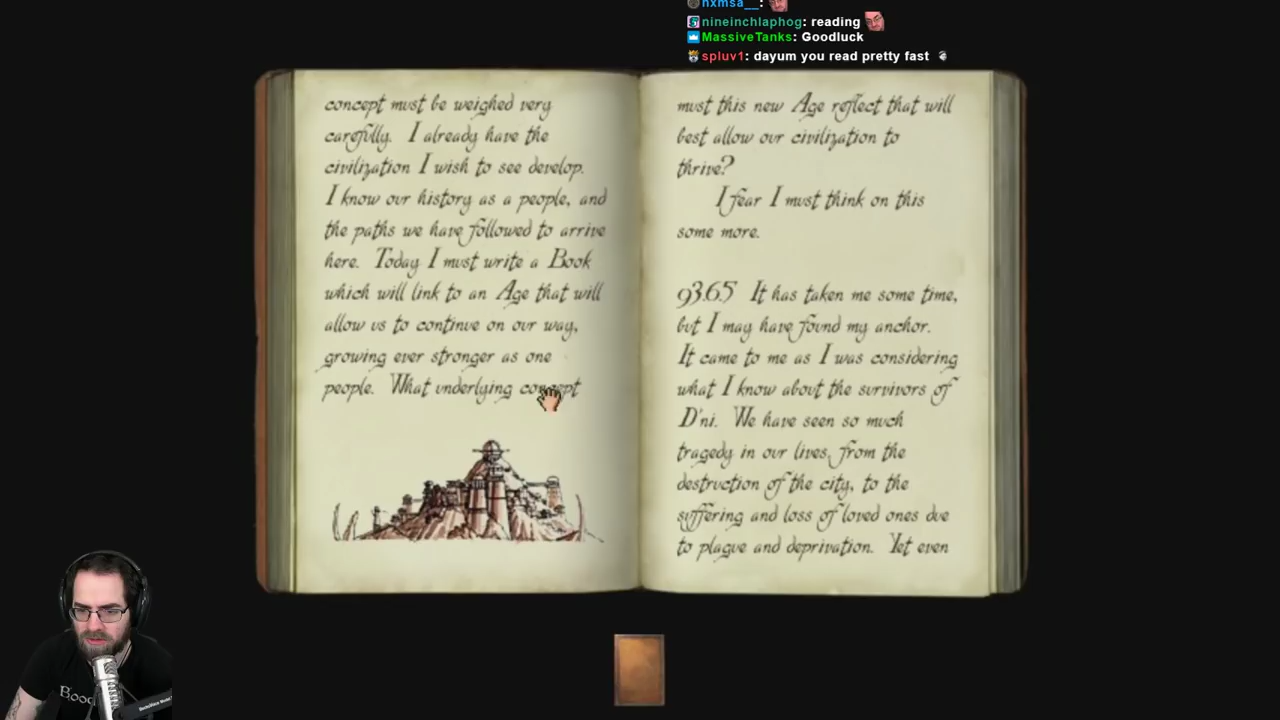 nxmsa__:
nineinchlaphog: reading
MassiveTanks: Goodluck
spluv1: dayum you read pretty fast
concept must be weighed very
carefully. I already have the
civilization I wish to see develop.
I know our history as a people, and
the paths we have followed to arrive
here. Today I must write a Book
which will link to an Age that will
allow us to continue on our way,
growing ever stronger as one
people. What underlying concept
must this new Age reflect that will
best allow our civilization to
thrive?
I fear I must think on this
some more.
93.6.5 It has taken me some time,
but I may have found my anchor.
It came to me as I was considering
what I know about the survivors of
D'ni. We have seen so much
tragedy in our lives, from the
destruction of the city, to the
suffering and loss of loved ones due
to plague and deprivation. Yet even